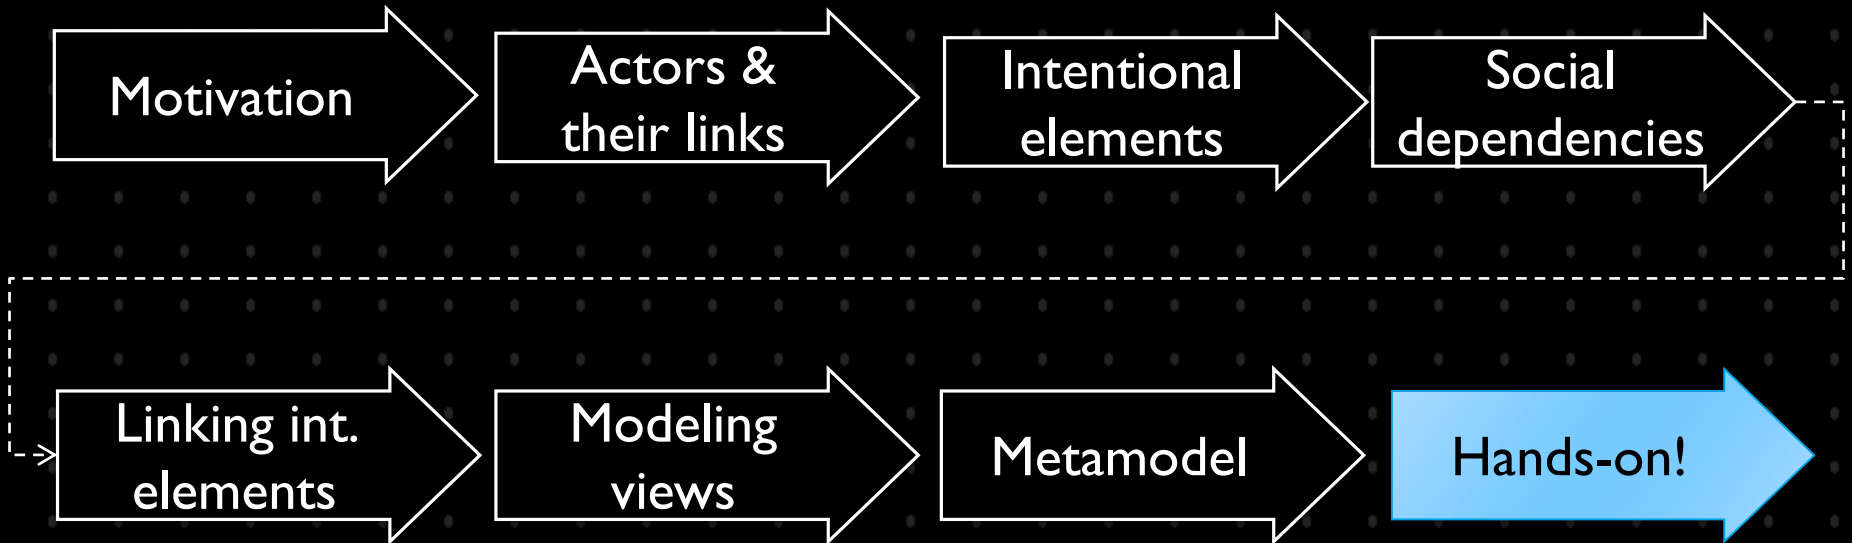 Motivation
Actors &
their links
Intentional
elements
Social
dependencies
Linking int.
elements
Modeling
views
Metamodel
Hands-on!